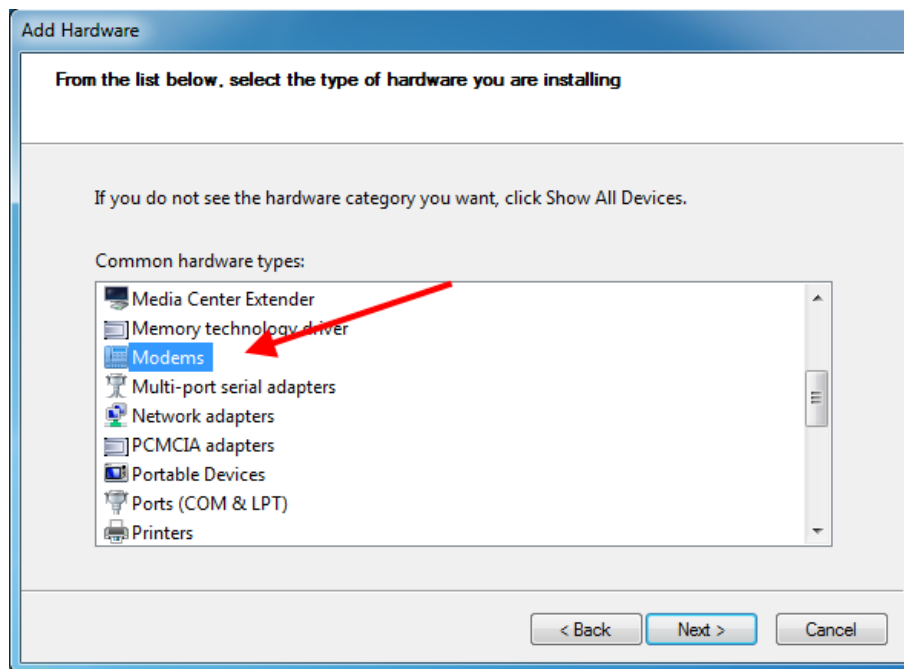 Add Hardware
From the list below, select the type of hardware you are installing
If you do not see the hardware category you want, click Show All Devices.
Common hardware types:
Media Center Extender
Memory technology driver
Modems
Multi-port serial adapters
Network adapters
PCMCIA adapters
Portable Devices
Ports (COM & LPT)
Printers
< Back Next > Cancel